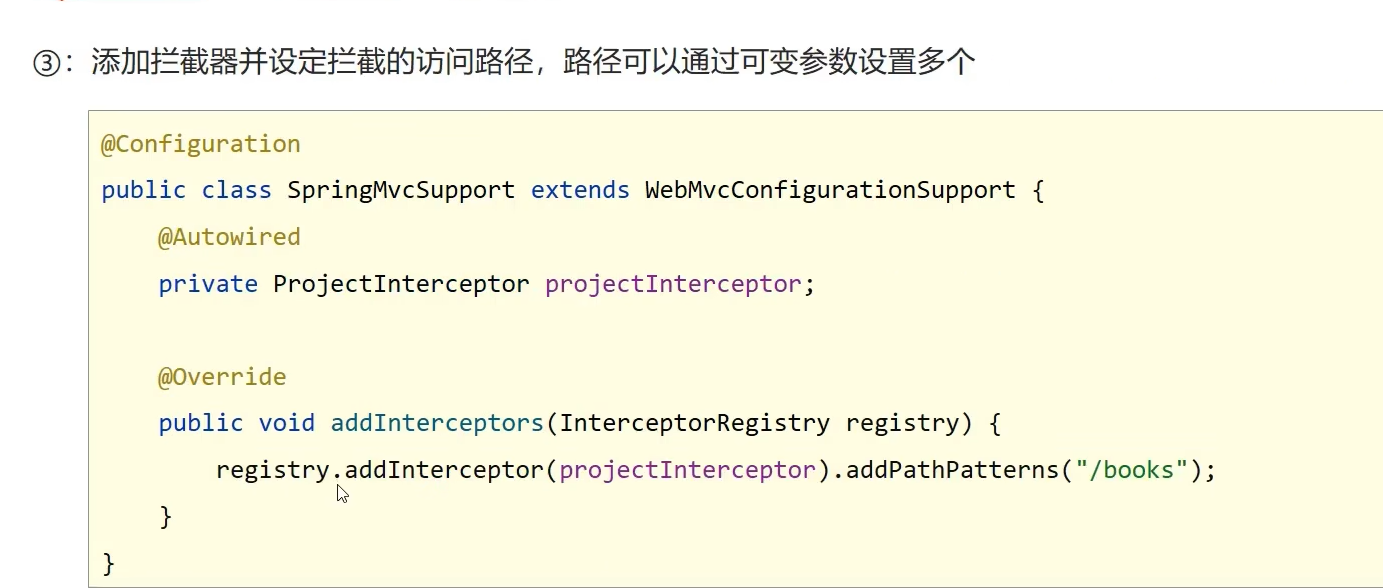 ③：添加拦截器并设定拦截的访问路径，路径可以通过可变参数设置多个
@Configuration
public class SpringMvcSupport extends WebMvcConfigurationSupport {
    @Autowired
    private ProjectInterceptor projectInterceptor;
    @Override
    public void addInterceptors(InterceptorRegistry registry) {
        registry.addInterceptor(projectInterceptor).addPathPatterns("/books");
    }
}